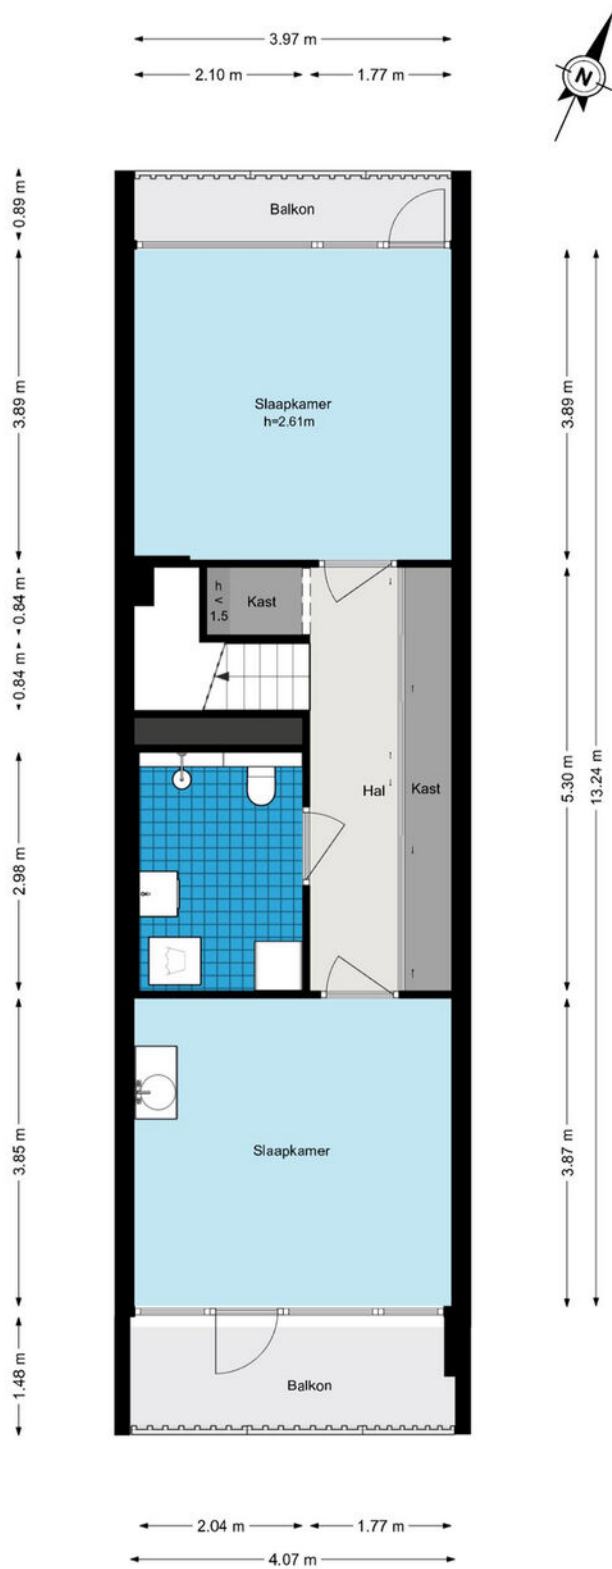 3.97 m
2.10 m
1.77 m
N
0.89 m
Balkon
3.89 m
Slaapkamer
h=2.61m
3.89 m
0.84 m
h
<
1.5
Kast
0.84 m
2.98 m
Hal
Kast
5.30 m
13.24 m
3.85 m
Slaapkamer
3.87 m
1.48 m
Balkon
2.04 m
1.77 m
4.07 m